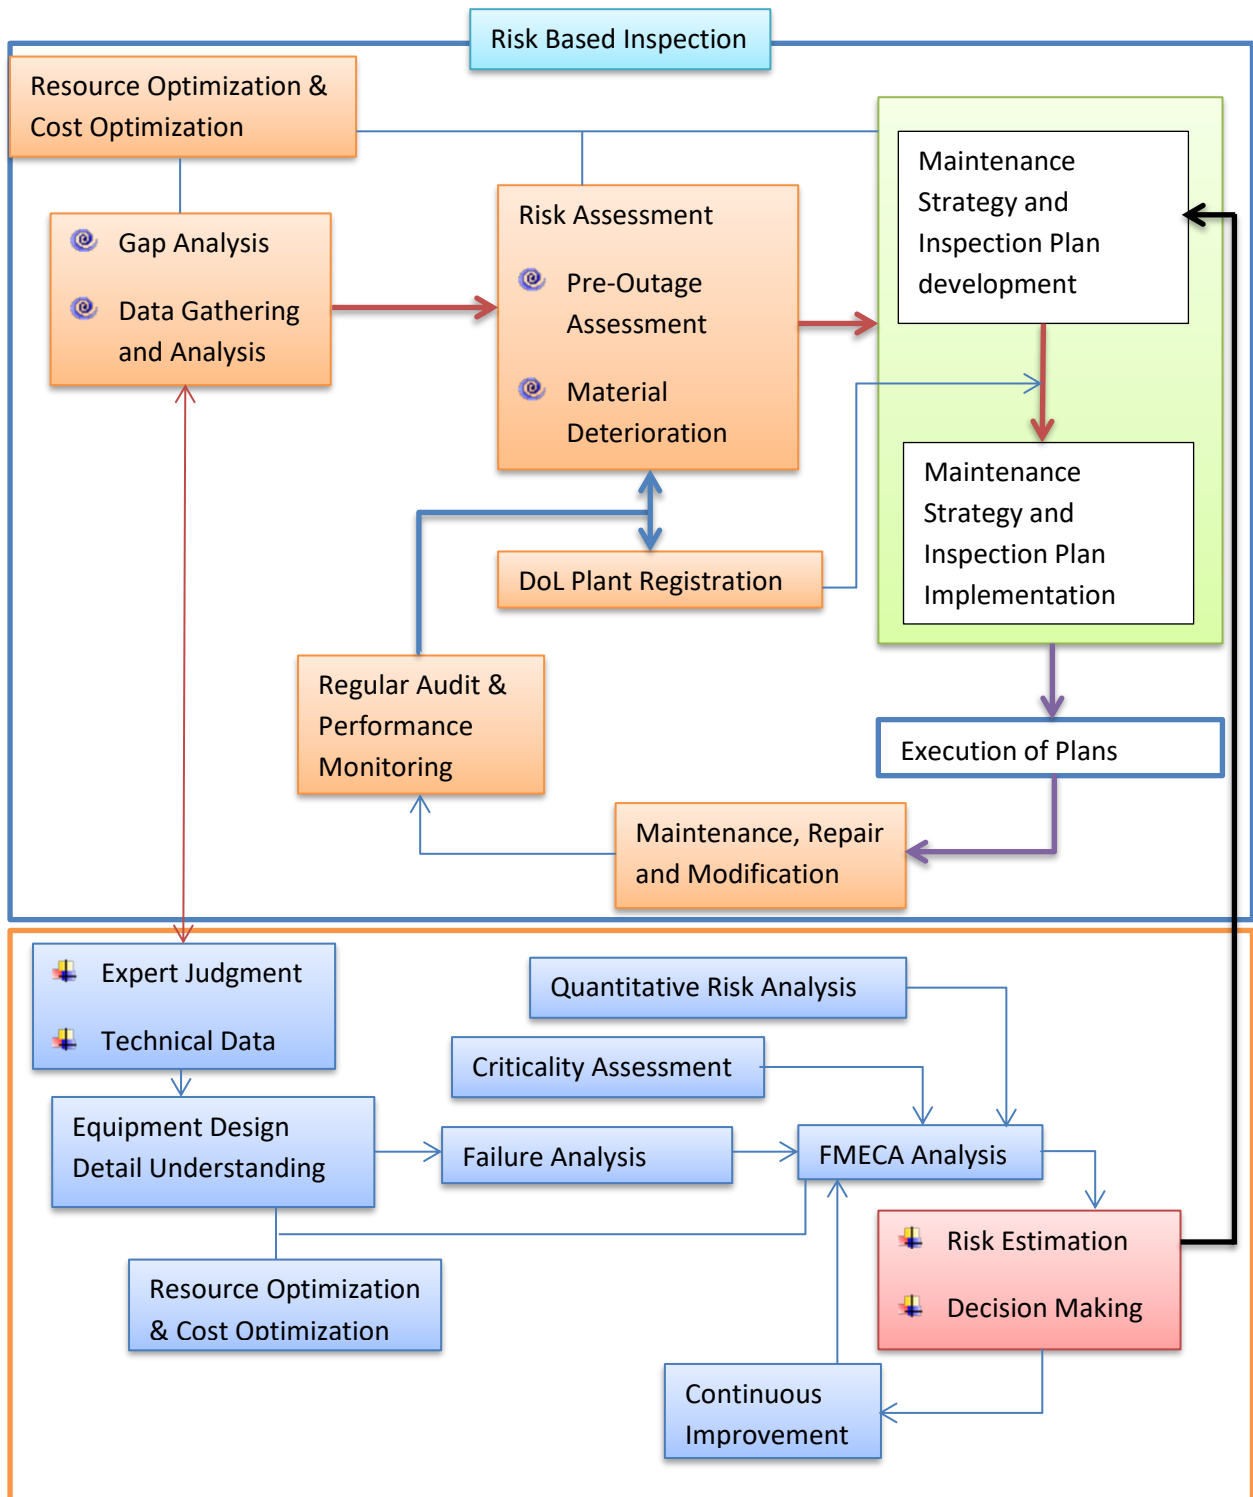 Risk Based Inspection
Resource Optimization &
Cost Optimization
Gap Analysis
Data Gathering
and Analysis
Risk Assessment
Pre-Outage
Assessment
Material
Deterioration
Maintenance
Strategy and
Inspection Plan
development
Maintenance
Strategy and
Inspection Plan
Implementation
DoL Plant Registration
Regular Audit &
Performance
Monitoring
Execution of Plans
Maintenance, Repair
and Modification
Expert Judgment
Technical Data
Quantitative Risk Analysis
Criticality Assessment
Equipment Design
Detail Understanding
Failure Analysis
FMECA Analysis
Risk Estimation
Decision Making
Resource Optimization
& Cost Optimization
Continuous
Improvement